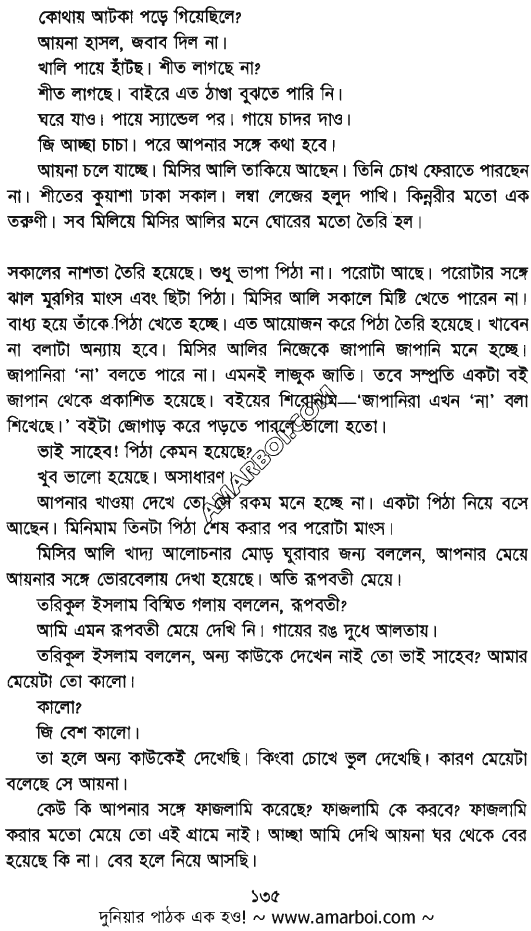 কোথায় আটকা পড়ে গিয়েছিলে?
আয়না হাসল, জবাব দিল না।
খালি পায়ে হাঁটছ। শীত লাগছে না?
শীত লাগছে। বাইরে এত ঠাণ্ডা বুঝতে পারি নি।
ঘরে যাও। পায়ে স্যান্ডেল পর। গায়ে চাদর দাও।
জি আচ্ছা চাচা। পরে আপনার সঙ্গে কথা হবে।
আয়না চলে যাচ্ছে। মিসির আলি তাকিয়ে আছেন। তিনি চোখ ফেরাতে পারছেন
না। শীতের কুয়াশা ঢাকা সকাল। লম্বা লেজের হলুদ পাখি। কিন্নরীর মতো এক
তরুণী। সব মিলিয়ে মিসির আলির মনে ঘোরের মতো তৈরি হল।
সকালের নাশতা তৈরি হয়েছে। শুধু ভাপা পিঠা না। পরোটা আছে। পরোটার সঙ্গে
ঝাল মুরগির মাংস এবং ছিটা পিঠা। মিসির আলি সকালে মিষ্টি খেতে পারেন না।
বাধ্য হয়ে তাঁকে পিঠা খেতে হচ্ছে। এত আয়োজন করে পিঠা তৈরি হয়েছে। খাবেন
না বলাটা অন্যায় হবে। মিসির আলির নিজেকে জাপানি জাপানি মনে হচ্ছে।
জাপানিরা ‘না’ বলতে পারে না। এমনই লাজুক জাতি। তবে সম্প্রতি একটা বই
জাপান থেকে প্রকাশিত হয়েছে। বইয়ের শিরোনাম—‘জাপানিরা এখন ‘না’ বলা
শিখেছে।’ বইটা জোগাড় করে পড়তে পারলে ভালো হতো।
ভাই সাহেব! পিঠা কেমন হয়েছে?
খুব ভালো হয়েছে। অসাধারণ।
আপনার খাওয়া দেখে তো সে রকম মনে হচ্ছে না। একটা পিঠা নিয়ে বসে
আছেন। মিনিমাম তিনটা পিঠা শেষ করার পর পরোটা মাংস।
মিসির আলি খাদ্য আলোচনার মোড় ঘুরাবার জন্য বললেন, আপনার মেয়ে
আয়নার সঙ্গে ভোরবেলায় দেখা হয়েছে। অতি রূপবতী মেয়ে।
তরিকুল ইসলাম বিস্মিত গলায় বললেন, রূপবতী?
আমি এমন রূপবতী মেয়ে দেখি নি। গায়ের রঙ দুধে আলতায়।
তরিকুল ইসলাম বললেন, অন্য কাউকে দেখেন নাই তো ভাই সাহেব? আমার
মেয়েটা তো কালো।
কালো?
জি বেশ কালো।
তা হলে অন্য কাউকেই দেখেছি। কিংবা চোখে ভুল দেখেছি। কারণ মেয়েটা
বলেছে সে আয়না।
কেউ কি আপনার সঙ্গে ফাজলামি করেছে? ফাজলামি কে করবে? ফাজলামি
করার মতো মেয়ে তো এই গ্রামে নাই। আচ্ছা আমি দেখি আয়না ঘর থেকে বের
হয়েছে কি না। বের হলে নিয়ে আসছি।
AMARBOI.COM
১৩৫
দুনিয়ার পাঠক এক হও! ~ www.amarboi.com ~